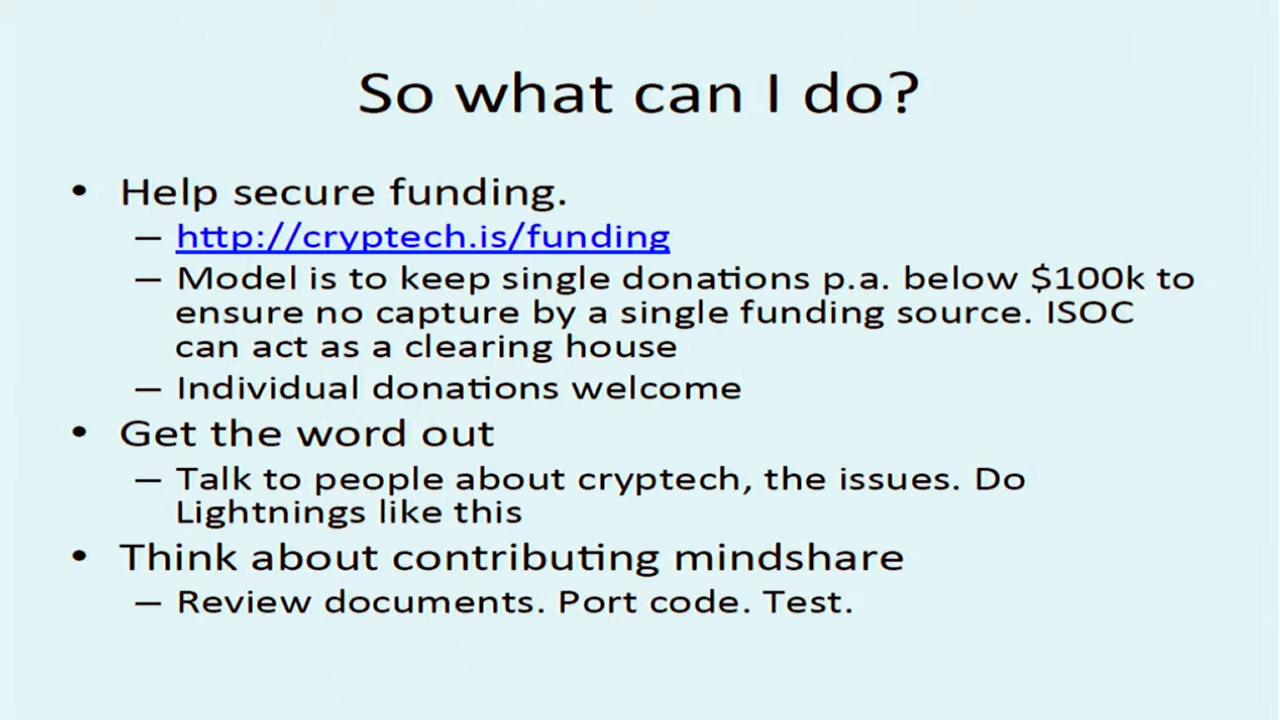 So what can I do?
• Help secure funding.
– http://cryptech.is/funding
– Model is to keep single donations p.a. below $100k to
ensure no capture by a single funding source. ISOC
can act as a clearing house
– Individual donations welcome
• Get the word out
– Talk to people about cryptech, the issues. Do
Lightnings like this
• Think about contributing mindshare
– Review documents. Port code. Test.